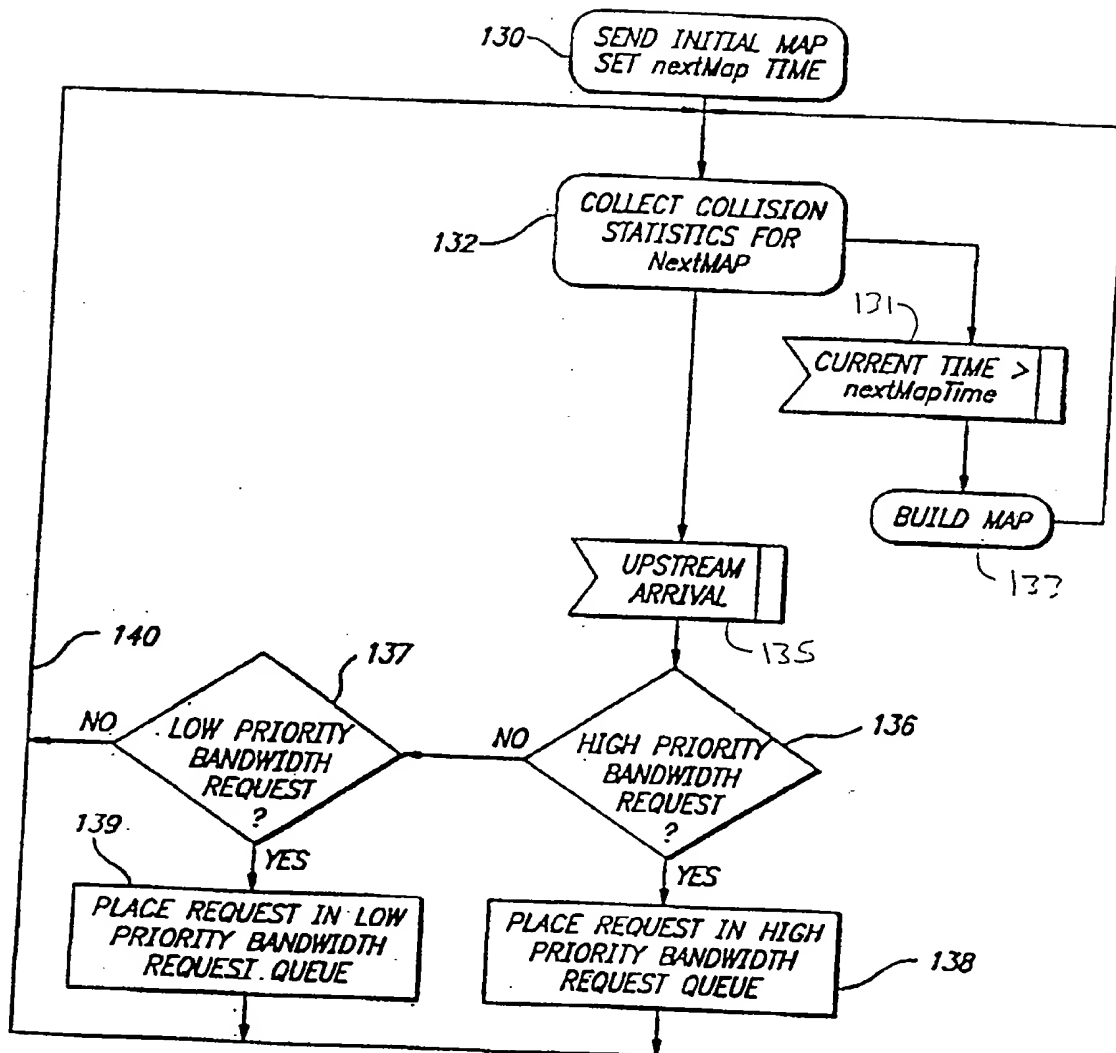 130
SEND INITIAL MAP
SET nextMap TIME
132
COLLECT COLLISION
STATISTICS FOR
NextMAP
131
CURRENT TIME >
nextMapTime
BUILD MAP
133
UPSTREAM
ARRIVAL
135
140
137
NO
LOW PRIORITY
BANDWIDTH
REQUEST
?
NO
HIGH PRIORITY
BANDWIDTH
REQUEST
?
136
139
YES
YES
PLACE REQUEST IN LOW
PRIORITY BANDWIDTH
REQUEST QUEUE
PLACE REQUEST IN HIGH
PRIORITY BANDWIDTH
REQUEST QUEUE
138